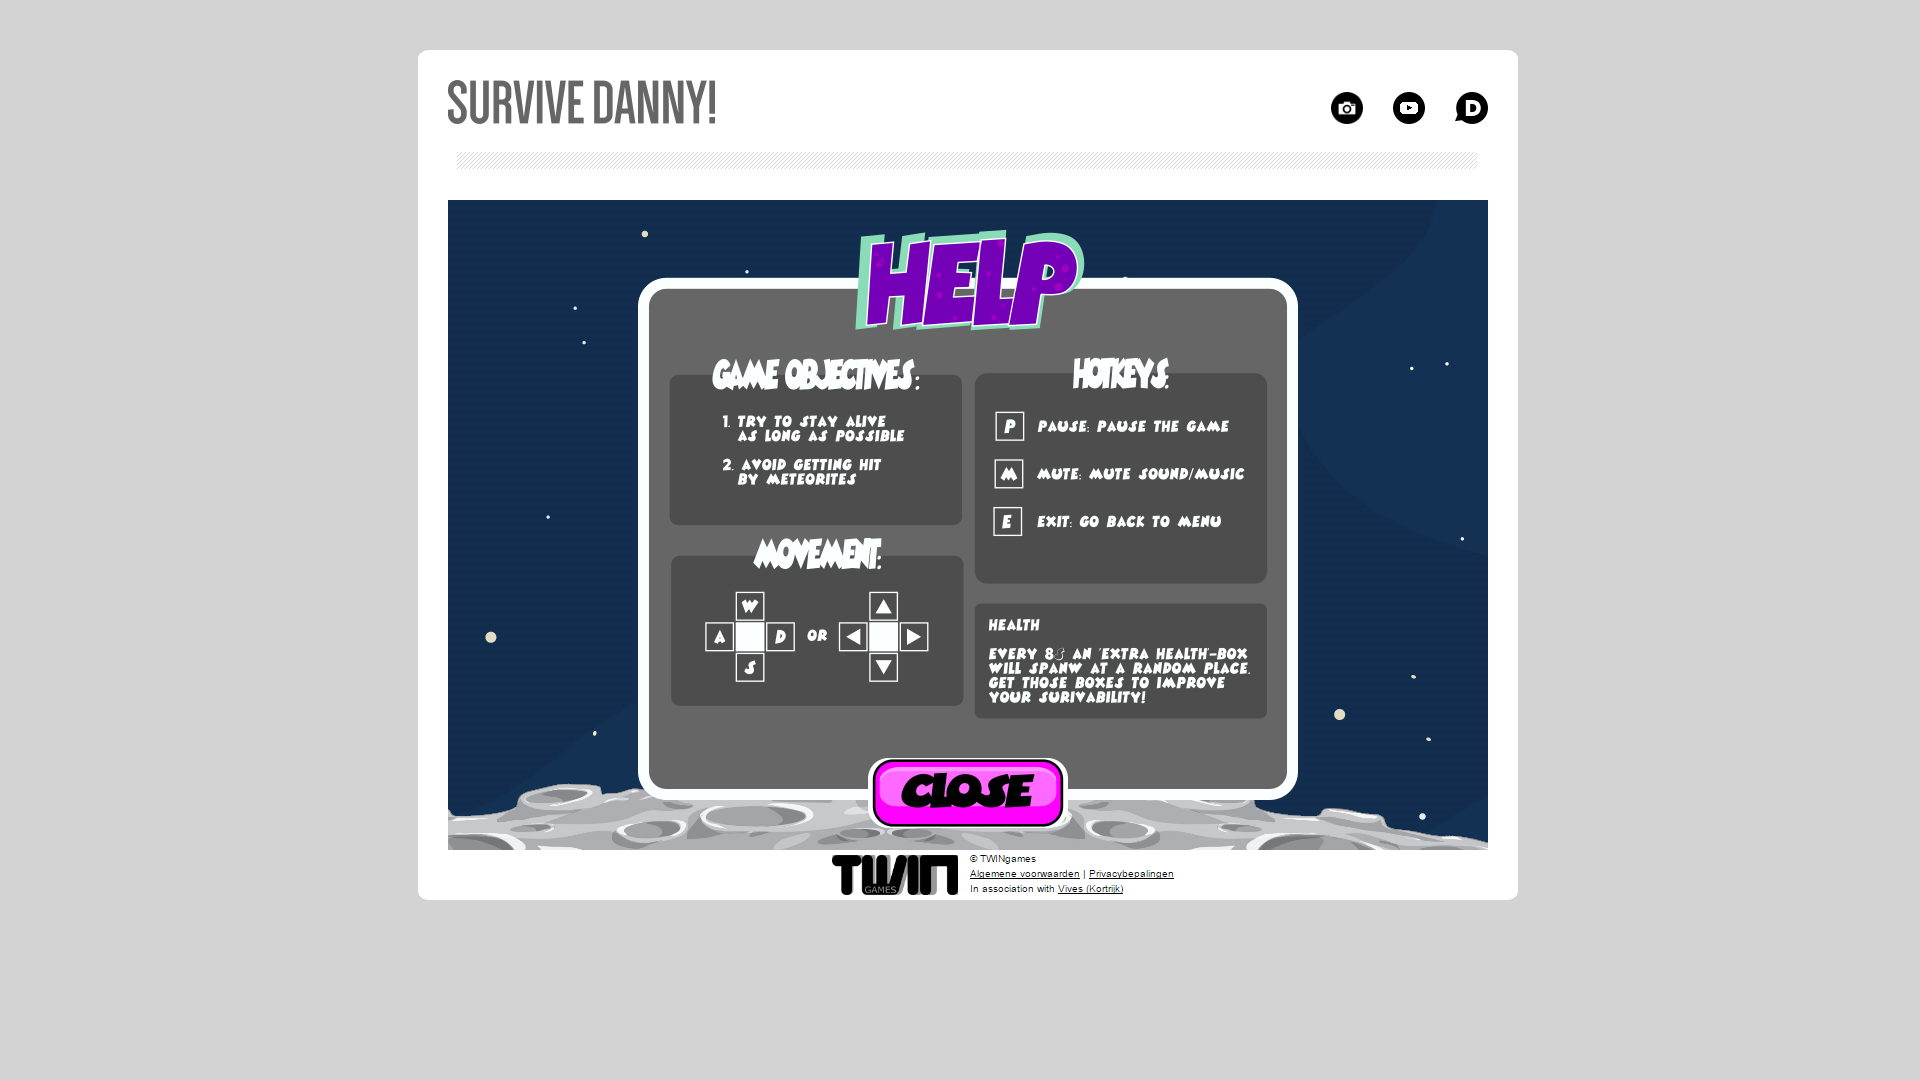 SURVIVE DANNY!
D
HELP
GAME OBJECTIVES:
1. TRY TO STAY ALIVE
AS LONG AS POSSIBLE
2. AVOID GETTING HIT
BY METEORITES
HOTKEYS:
P PAUSE: PAUSE THE GAME
M MUTE: MUTE SOUND/MUSIC
E EXIT: GO BACK TO MENU
MOVEMENT:
W
A D OR
S
HEALTH
EVERY 8S AN 'EXTRA HEALTH'-BOX
WILL SPANW AT A RANDOM PLACE.
GET THOSE BOXES TO IMPROVE
YOUR SURIVABILITY!
CLOSE
TWIN
GAMES
© TWINgames
Algemene voorwaarden | Privacybepalingen
In association with Vives (Kortrijk)